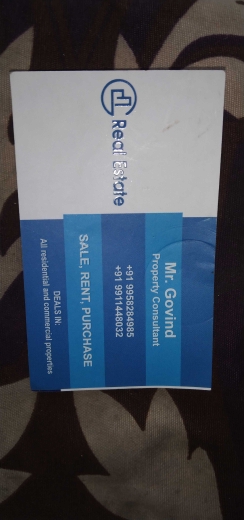 Real Estate
Mr. Govind
Property Consultant
+91 9958284985
+91 9911448032
SALE, RENT, PURCHASE
DEALS IN:
All residential and commercial properties